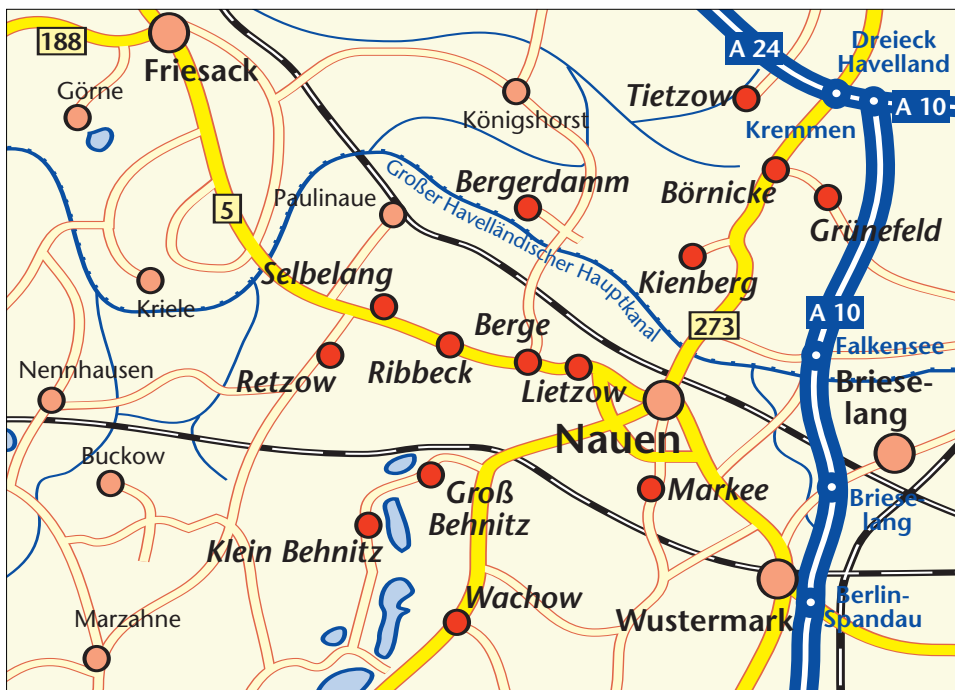 188
Friesack
Görne
A 24
Dreieck
Havelland
A 10
Tietzow
Königshorst
Kremmen
Bergerdamm
Börnicke
Paulinaue
5
Großer Havelländischer Hauptkanal
Grünefeld
Kienberg
Selbelang
Kriele
273
A 10
Berge
Falkensee
Nennhausen
Retzow
Ribbeck
Lietzow
Briese-
lang
Nauen
Buckow
Groß
Behnitz
Markee
Briese-
lang
Klein Behnitz
Wachow
Marzahne
Wustermark
Berlin-
Spandau